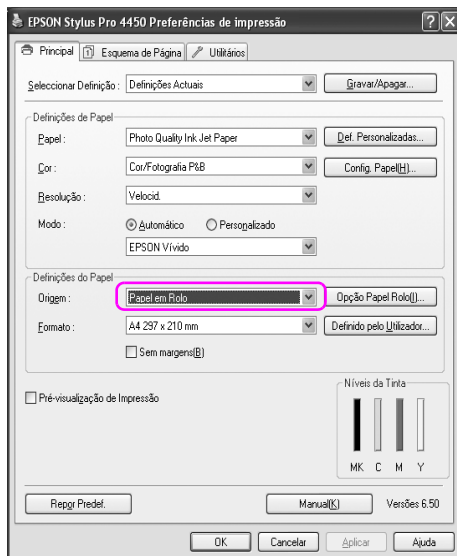 EPSON Stylus Pro 4450 Preferências de impressão
Principal Esquema de Página Utilitários
Seleccionar Definição : Definições Actuais Gravar/Apagar...
Definições de Papel
Papel : Photo Quality Ink Jet Paper Def. Personalizadas...
Cor : Cor/Fotografia P&B Config. Papel(H)...
Resolução : Velocid.
Modo : Automático Personalizado
EPSON Vívido
Definições do Papel
Origem : Papel em Rolo Opção Papel Rolo(I)...
Formato : A4 297 x 210 mm Definido pelo Utilizador...
Sem margens(B)
Pré-visualização de Impressão
Níveis da Tinta
MK C M Y
Repor Predef. Manual(K) Versões 6.50
OK Cancelar Aplicar Ajuda